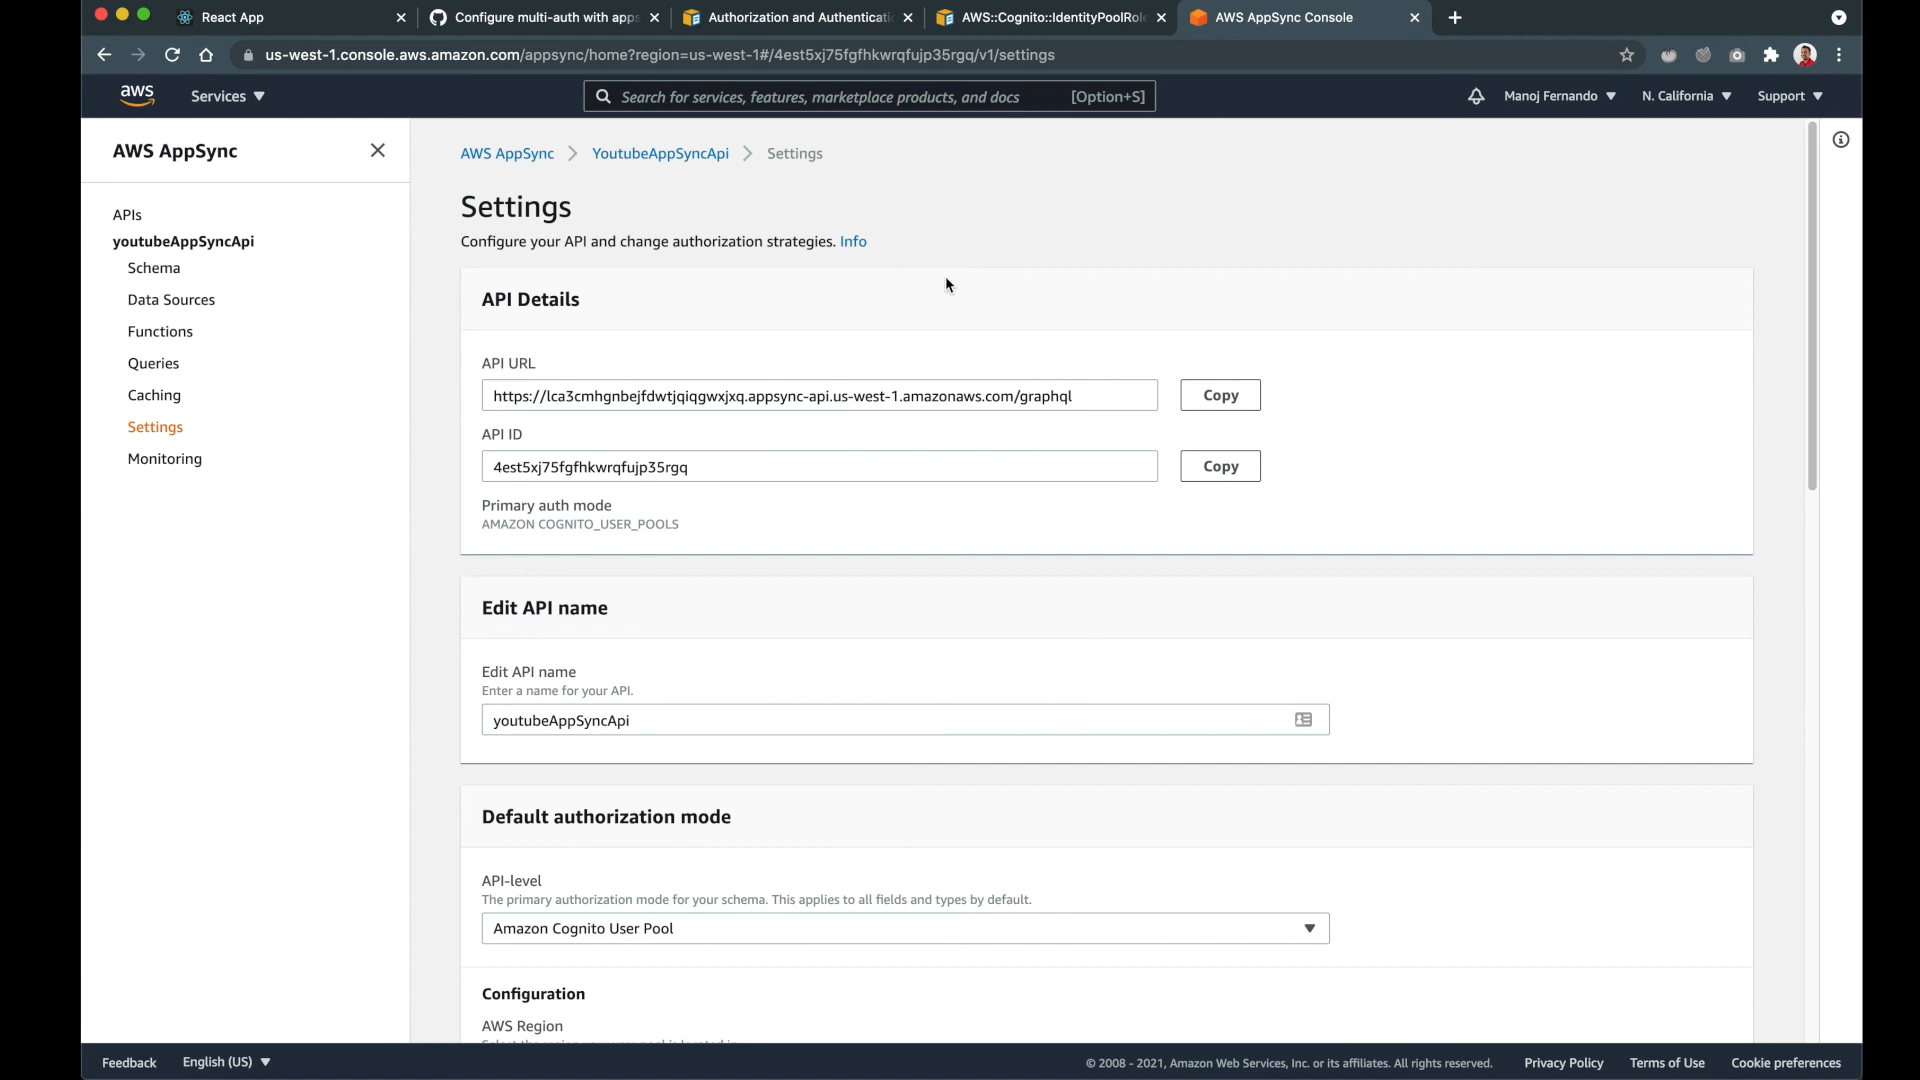 React App
Configure multi-auth with apps
Authorization and Authenticati
AWS::Cognito::IdentityPoolRol
AWS AppSync Console
us-west-1.console.aws.amazon.com/appsync/home?region=us-west-1#/4est5xj75fgfhkwrqfujp35rgq/v1/settings
aws
Services
Search for services, features, marketplace products, and docs
[Option+S]
Manoj Fernando
N. California
Support
AWS AppSync
APIs
youtubeAppSyncApi
Schema
Data Sources
Functions
Queries
Caching
Settings
Monitoring
AWS AppSync
YoutubeAppSyncApi
Settings
Settings
Configure your API and change authorization strategies. Info
API Details
API URL
https://lca3cmhgnbejfdwtjqiqgwxjxq.appsync-api.us-west-1.amazonaws.com/graphql
Copy
API ID
4est5xj75fgfhkwrqfujp35rgq
Copy
Primary auth mode
AMAZON COGNITO_USER_POOLS
Edit API name
Edit API name
Enter a name for your API.
youtubeAppSyncApi
Default authorization mode
API-level
The primary authorization mode for your schema. This applies to all fields and types by default.
Amazon Cognito User Pool
Configuration
AWS Region
Feedback
English (US)
© 2008 - 2021, Amazon Web Services, Inc. or its affiliates. All rights reserved.
Privacy Policy
Terms of Use
Cookie preferences